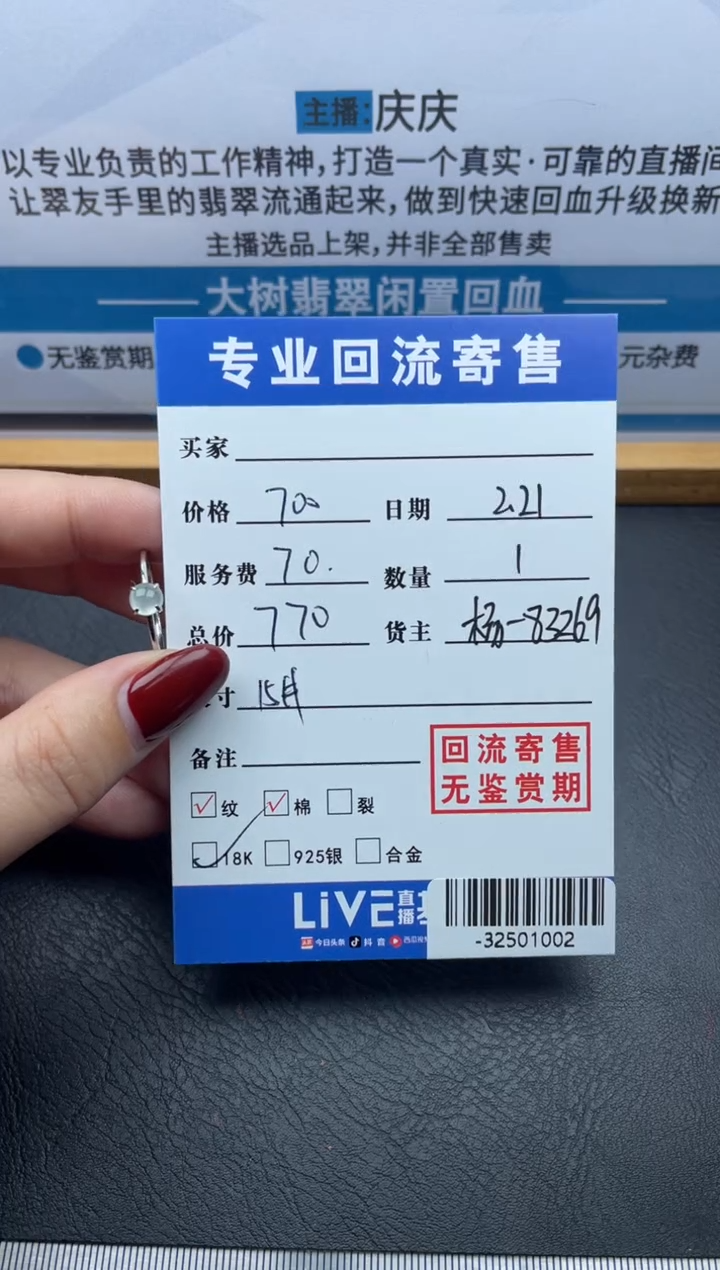 主播:庆庆
以专业负责的工作精神,打造一个真实·可靠的直播间
让翠友手里的翡翠流通起来,做到快速回血升级换新
主播选品上架,并非全部售卖
大树翡翠闲置回血
无鉴赏期
元杂费
专业回流寄售
买家
价格 700 日期 2.21
服务费 70. 数量 1
总价 770 货主 杨-83269
寸 15#
备注
回流寄售
无鉴赏期
纹 棉 裂
18K 925银 合金
LiVE 直播
今日头条 抖音
-32501002